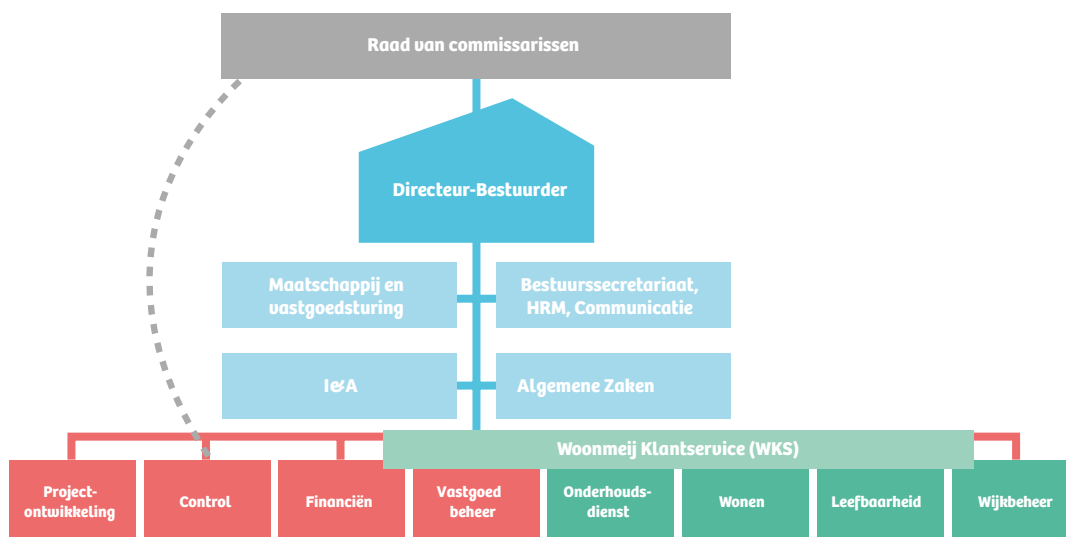 Raad van commissarissen
Directeur-Bestuurder
Maatschappij en
vastgoedsturing
Bestuurssecretariaat,
HRM, Communicatie
I&A
Algemene Zaken
Woonmeij Klantservice (WKS)
Project-
ontwikkeling
Control
Financiën
Vastgoed
beheer
Onderhouds-
dienst
Wonen
Leefbaarheid
Wijkbeheer